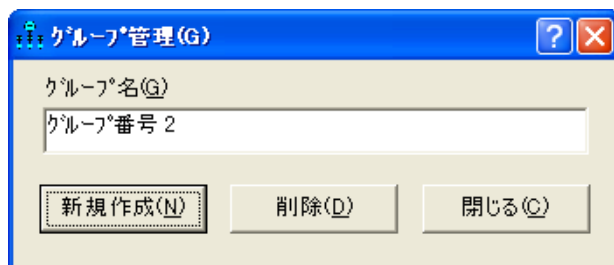 ｸﾞﾙｰﾌﾟ管理(G)
ｸﾞﾙｰﾌﾟ名(G)
ｸﾞﾙｰﾌﾟ番号 2
新規作成(N)
削除(D)
閉じる(C)